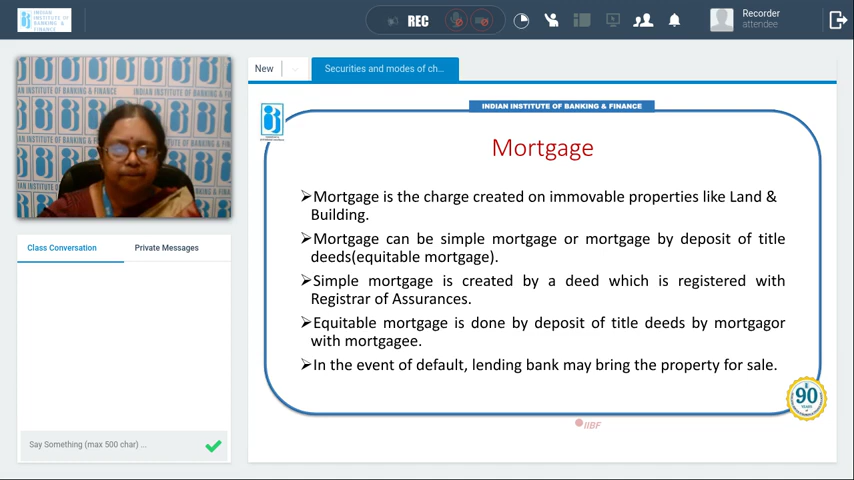 INDIAN
INSTITUTE OF
BANKING &
FINANCE
REC
Recorder
attendee
New
Securities and modes of ch...
INDIAN INSTITUTE OF BANKING & FINANCE
Mortgage
➢Mortgage is the charge created on immovable properties like Land &
Building.
➢Mortgage can be simple mortgage or mortgage by deposit of title
deeds(equitable mortgage).
➢Simple mortgage is created by a deed which is registered with
Registrar of Assurances.
➢Equitable mortgage is done by deposit of title deeds by mortgagor
with mortgagee.
➢In the event of default, lending bank may bring the property for sale.
90
YEARS
IIBF
Class Conversation
Private Messages
Say Something (max 500 char) ...